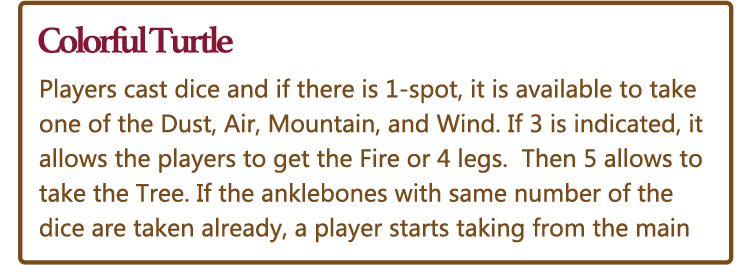 Colorful Turtle
Players cast dice and if there is 1-spot, it is available to take
one of the Dust, Air, Mountain, and Wind. If 3 is indicated, it
allows the players to get the Fire or 4 legs.  Then 5 allows to
take the Tree. If the anklebones with same number of the
dice are taken already, a player starts taking from the main